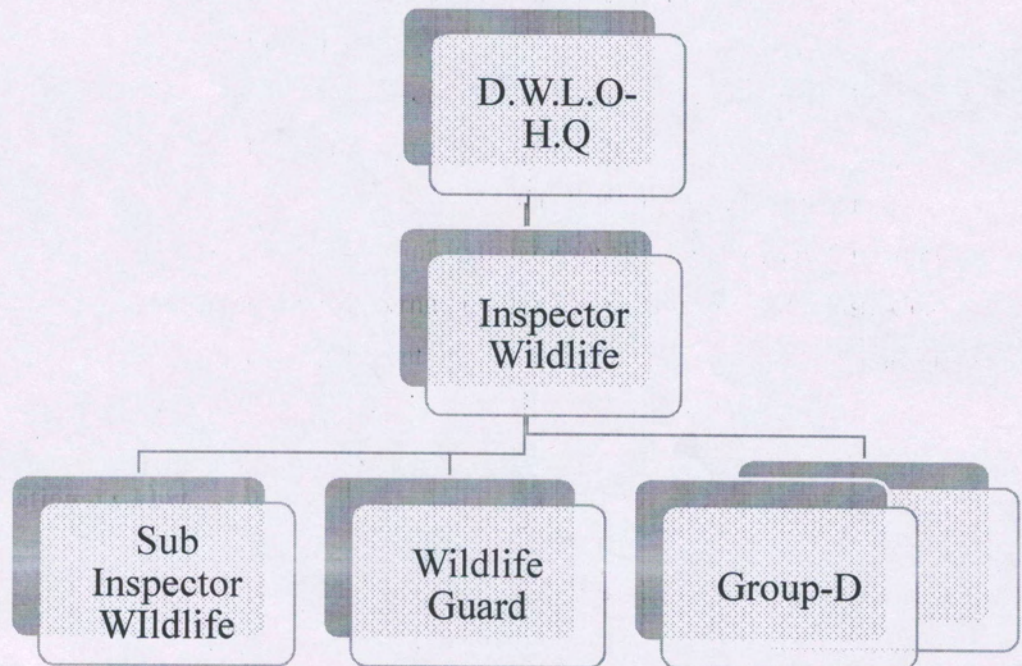 D.W.L.O-
H.Q
Inspector
Wildlife
Sub
Inspector
WIldlife
Wildlife
Guard
Group-D